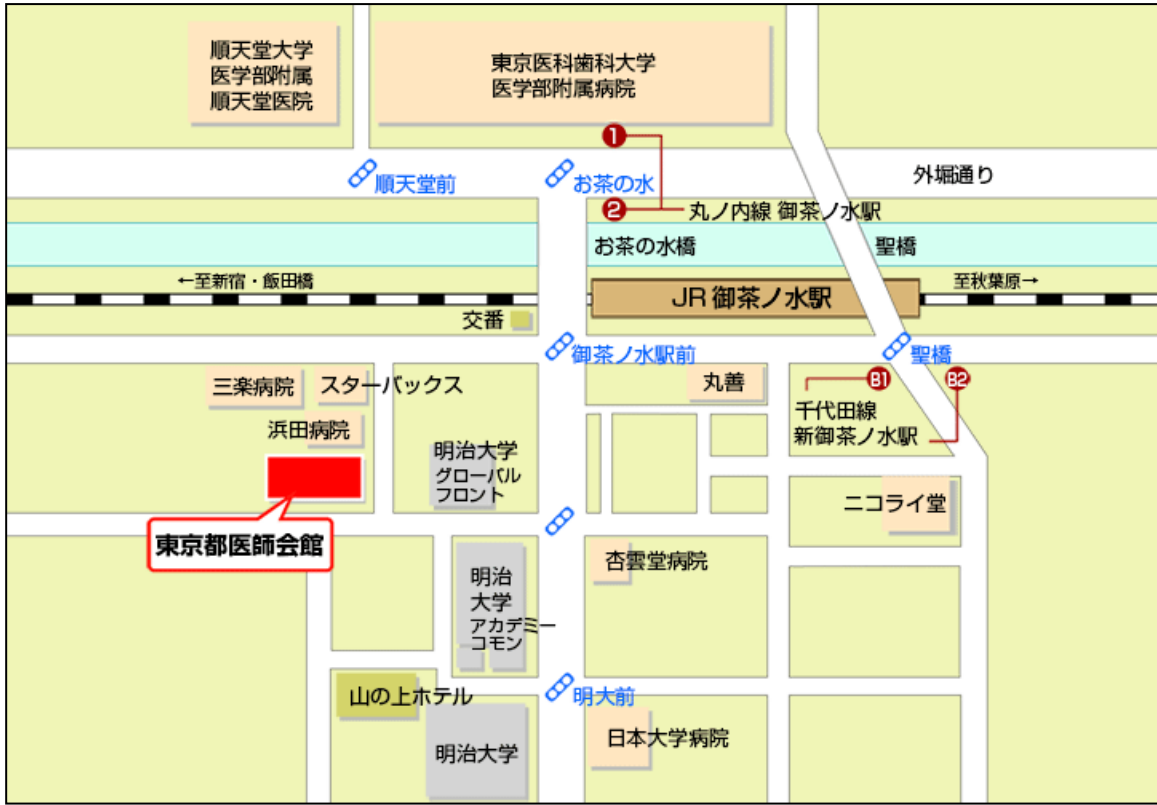 順天堂大学
医学部附属
順天堂医院
東京医科歯科大学
医学部附属病院
1
順天堂前
お茶の水
外堀通り
2
丸ノ内線 御茶ノ水駅
お茶の水橋
聖橋
←至新宿・飯田橋
JR 御茶ノ水駅
至秋葉原→
交番
御茶ノ水駅前
聖橋
三楽病院
スターバックス
丸善
B1
B2
千代田線
新御茶ノ水駅
浜田病院
明治大学
グローバル
フロント
ニコライ堂
東京都医師会館
明治
大学
アカデミー
コモン
杏雲堂病院
山の上ホテル
明大前
明治大学
日本大学病院